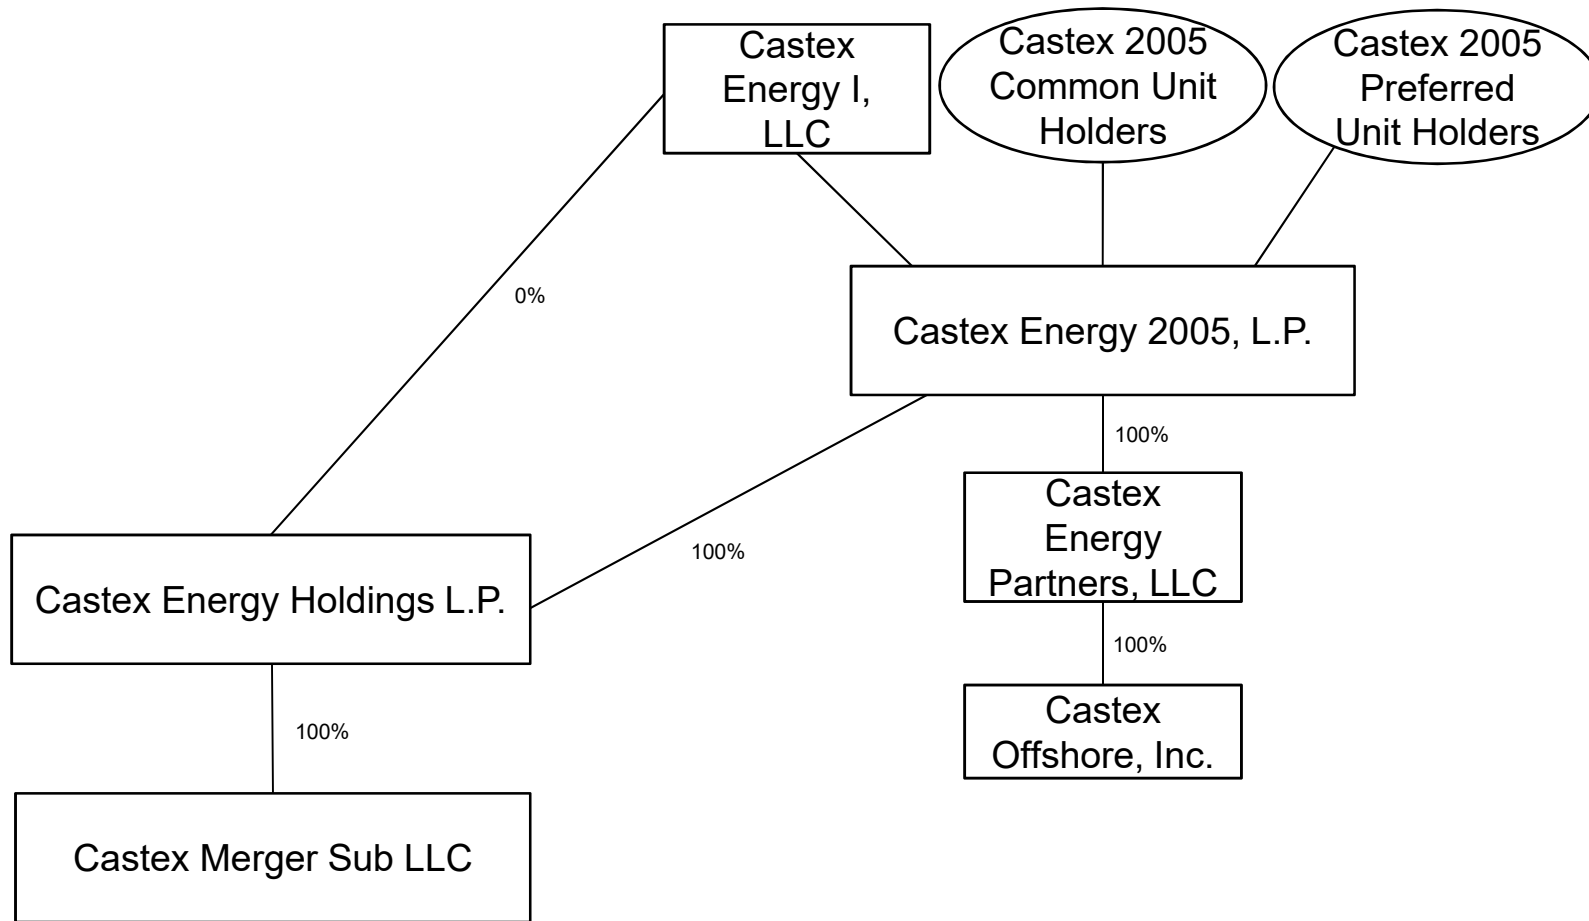 Castex
Energy I,
LLC
Castex 2005
Common Unit
Holders
Castex 2005
Preferred
Unit Holders
0%
Castex Energy 2005, L.P.
100%
Castex
Energy
Partners, LLC
100%
Castex Energy Holdings L.P.
100%
Castex
Offshore, Inc.
100%
Castex Merger Sub LLC